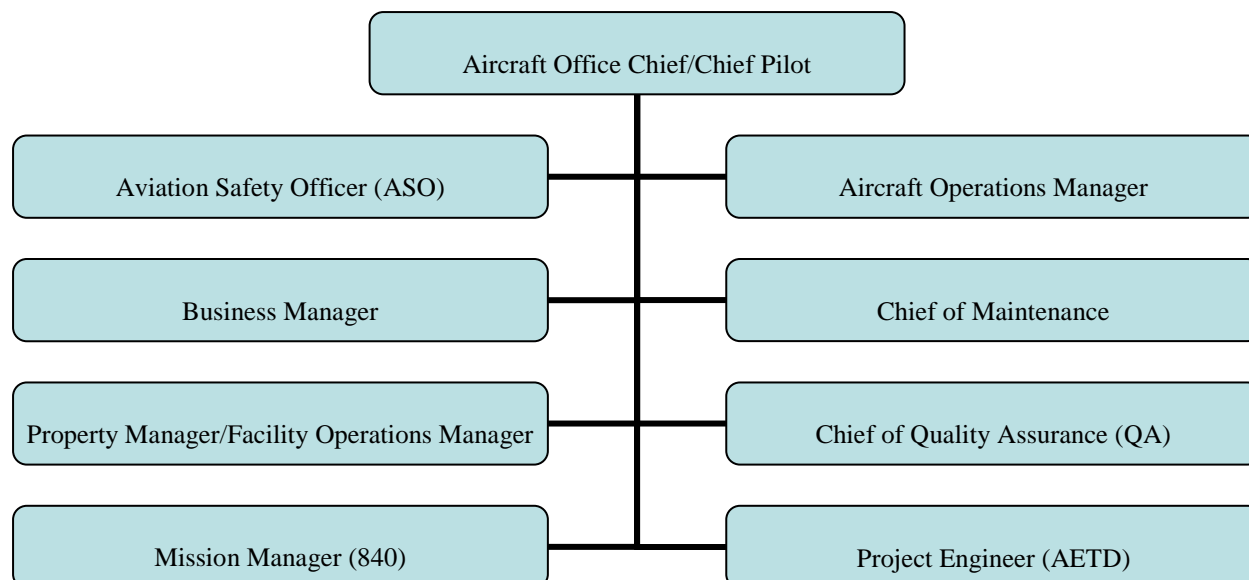 Aircraft Office Chief/Chief Pilot
Aviation Safety Officer (ASO)
Aircraft Operations Manager
Business Manager
Chief of Maintenance
Property Manager/Facility Operations Manager
Chief of Quality Assurance (QA)
Mission Manager (840)
Project Engineer (AETD)